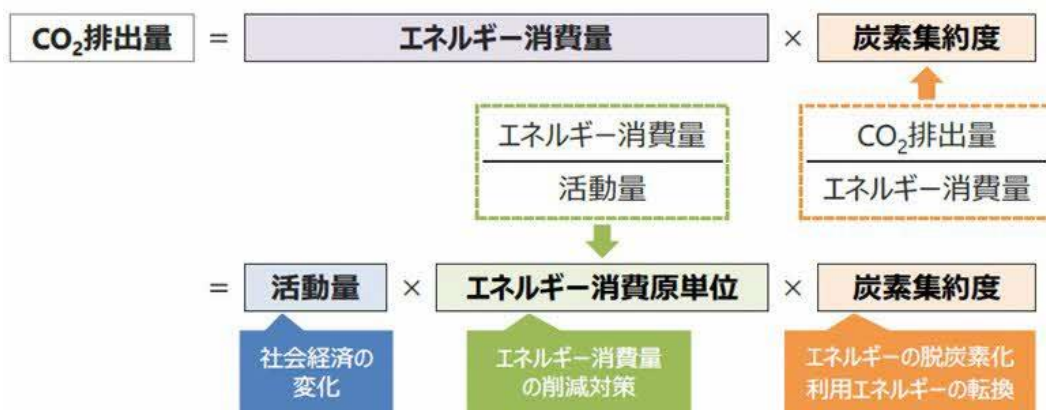 CO₂排出量 = エネルギー消費量 × 炭素集約度
エネルギー消費量
活動量
CO₂排出量
エネルギー消費量
= 活動量 × エネルギー消費原単位 × 炭素集約度
社会経済の
変化
エネルギー消費量
の削減対策
エネルギーの脱炭素化
利用エネルギーの転換